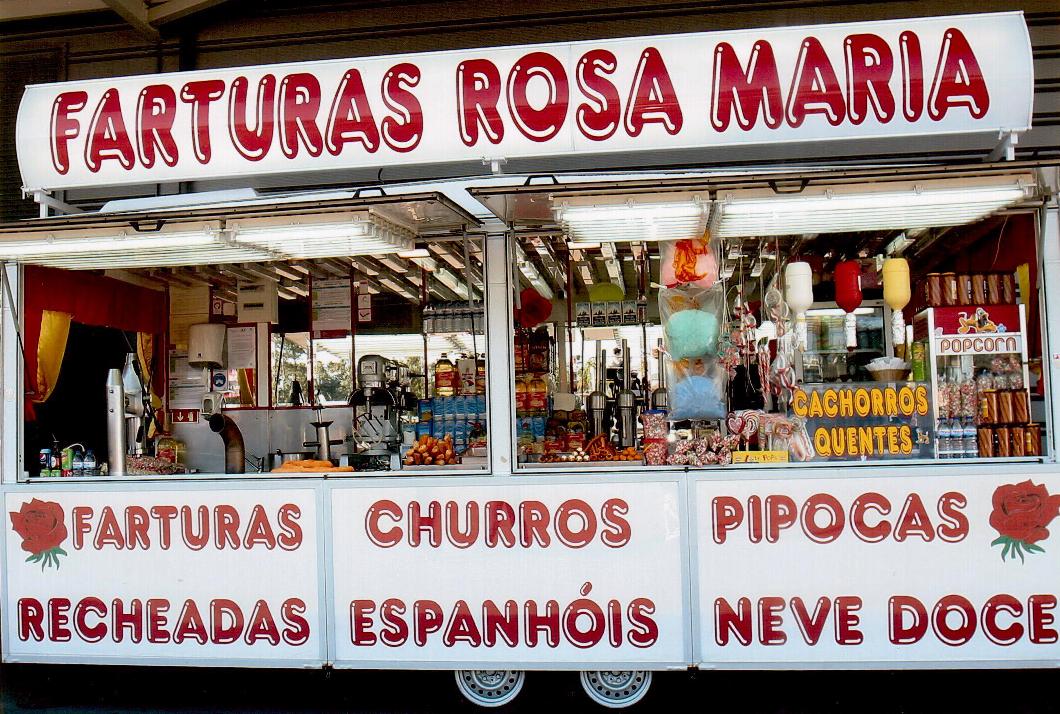 FARTURAS ROSA MARIA
POPCORN
CACHORROS
QUENTES
FARTURAS
RECHEADAS
CHURROS
ESPANHÓIS
PIPOCAS
NEVE DOCE